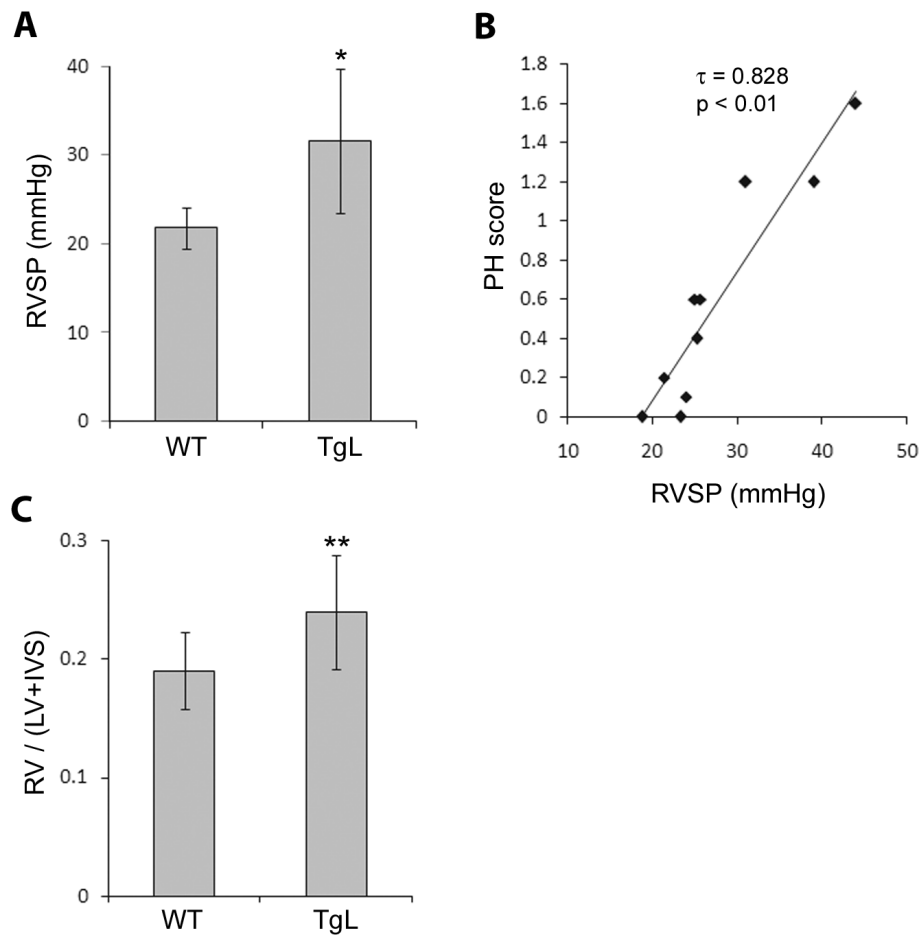 A
*
40
30
20
10
0
RVSP (mmHg)
WT TgL
B
τ = 0.828
p < 0.01
1.8
1.6
1.4
1.2
1
0.8
0.6
0.4
0.2
0
PH score
10 20 30 40 50
RVSP (mmHg)
C
**
0.3
0.2
0.1
0
RV / (LV+IVS)
WT TgL